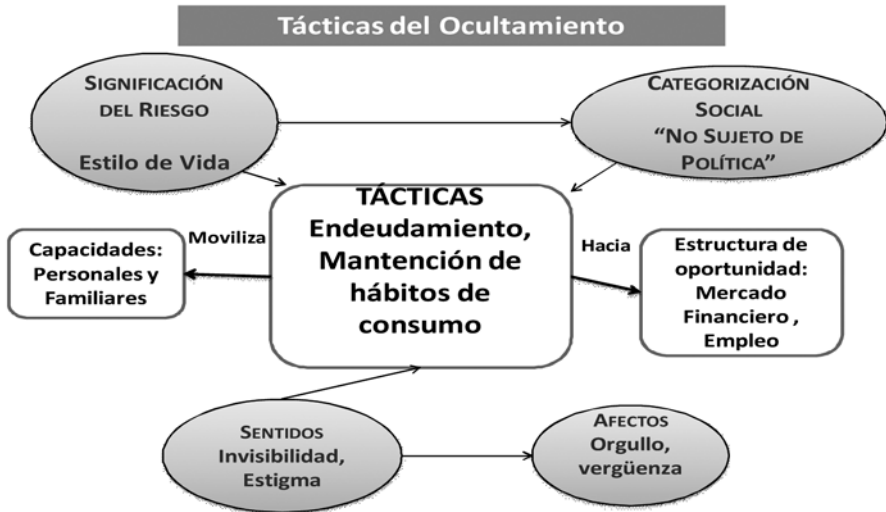 Tácticas del Ocultamiento
SIGNIFICACIÓN
DEL RIESGO
Estilo de Vida
CATEGORIZACIÓN
SOCIAL
“NO SUJETO DE
POLÍTICA”
TÁCTICAS
Endeudamiento,
Mantención de
hábitos de
consumo
Moviliza
Capacidades:
Personales y
Familiares
Hacia
Estructura de
oportunidad:
Mercado
Financiero ,
Empleo
SENTIDOS
Invisibilidad,
Estigma
AFECTOS
Orgullo,
vergüenza